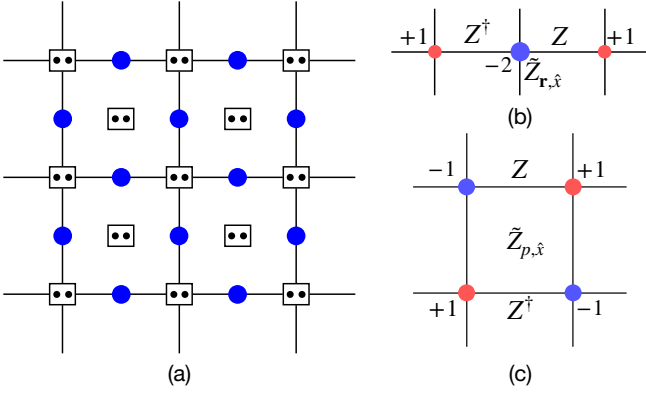 +1 Z† Z +1
−2 Z̃r,x̂
(b)
−1 Z +1
Z̃p,x̂
+1 Z† −1
(a)
(c)